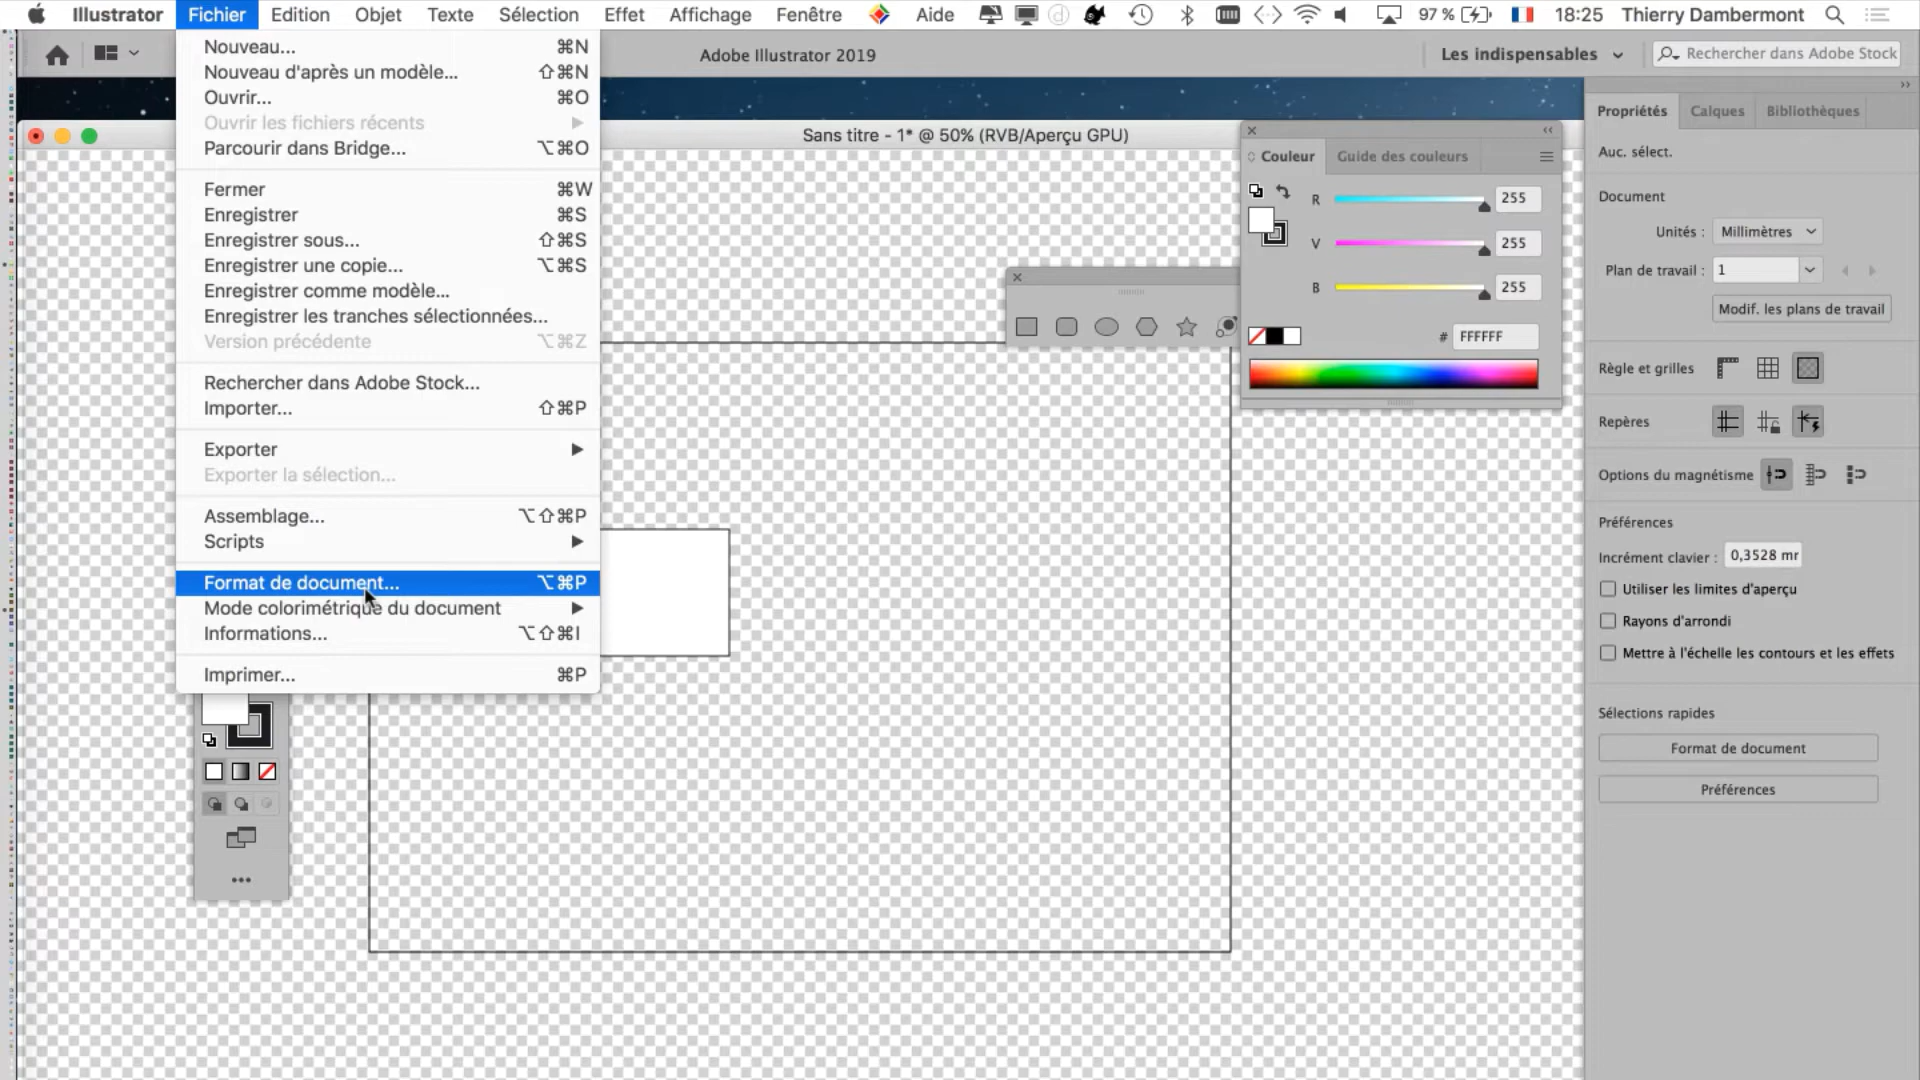 Illustrator Fichier Edition Objet Texte Sélection Effet Affichage Fenêtre Aide 97 % 18:25 Thierry Dambermont
Adobe Illustrator 2019
Les indispensables
Rechercher dans Adobe Stock
Nouveau... ⌘N
Nouveau d'après un modèle... ⇧⌘N
Ouvrir... ⌘O
Ouvrir les fichiers récents
Parcourir dans Bridge... ⌥⌘O
Fermer ⌘W
Enregistrer ⌘S
Enregistrer sous... ⇧⌘S
Enregistrer une copie... ⌥⌘S
Enregistrer comme modèle...
Enregistrer les tranches sélectionnées...
Version précédente ⌥⌘Z
Rechercher dans Adobe Stock...
Importer... ⇧⌘P
Exporter
Exporter la sélection...
Assemblage... ⌥⇧⌘P
Scripts
Format de document... ⌥⌘P
Mode colorimétrique du document
Informations... ⌥⇧⌘I
Imprimer... ⌘P
Sans titre - 1* @ 50% (RVB/Aperçu GPU)
Couleur Guide des couleurs
R 255
V 255
B 255
# FFFFFF
Propriétés Calques Bibliothèques
Auc. sélect.
Document
Unités : Millimètres
Plan de travail : 1
Modif. les plans de travail
Règle et grilles
Repères
Options du magnétisme
Préférences
Incrément clavier : 0,3528 mr
Utiliser les limites d'aperçu
Rayons d'arrondi
Mettre à l'échelle les contours et les effets
Sélections rapides
Format de document
Préférences